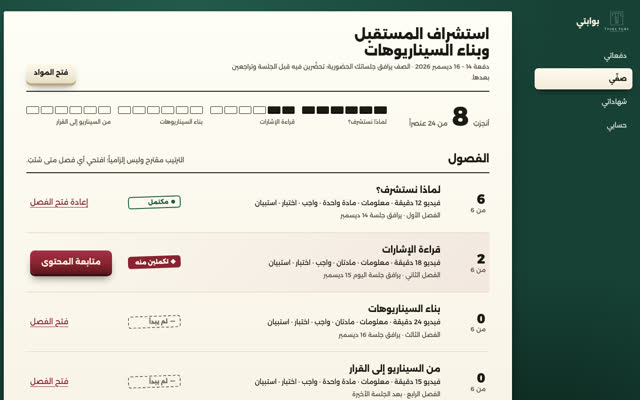 بوابتي
دفعاتي
صفّي
شهاداتي
حسابي
استشراف المستقبل
وبناء السيناريوهات
دفعة 14 - 16 ديسمبر 2026 · الصف يرافق جلساتك الحضورية: تحضّرين فيه قبل الجلسة وتراجعين
بعدها.
فتح المواد
أنجزتِ 8 من 24 عنصراً
لماذا نستشرف؟
قراءة الإشارات
بناء السيناريوهات
من السيناريو إلى القرار
الفصول
الترتيب مقترح وليس إلزامياً: افتحي أي فصل متى شئتِ.
6
من 6
لماذا نستشرف؟
فيديو 12 دقيقة · معلومات · مادة واحدة · واجب · اختبار · استبيان
الفصل الأول · يرافق جلسة 14 ديسمبر
مكتمل
إعادة فتح الفصل
2
من 6
قراءة الإشارات
فيديو 18 دقيقة · معلومات · مادتان · واجب · اختبار · استبيان
الفصل الثاني · يرافق جلسة اليوم 15 ديسمبر
تكملين منه
متابعة المحتوى
0
من 6
بناء السيناريوهات
فيديو 24 دقيقة · معلومات · مادتان · واجب · اختبار · استبيان
الفصل الثالث · يرافق جلسة 16 ديسمبر
— لم يبدأ
فتح الفصل
0
من 6
من السيناريو إلى القرار
فيديو 15 دقيقة · معلومات · مادة واحدة · واجب · اختبار · استبيان
الفصل الرابع · بعد الجلسة الأخيرة
— لم يبدأ
فتح الفصل